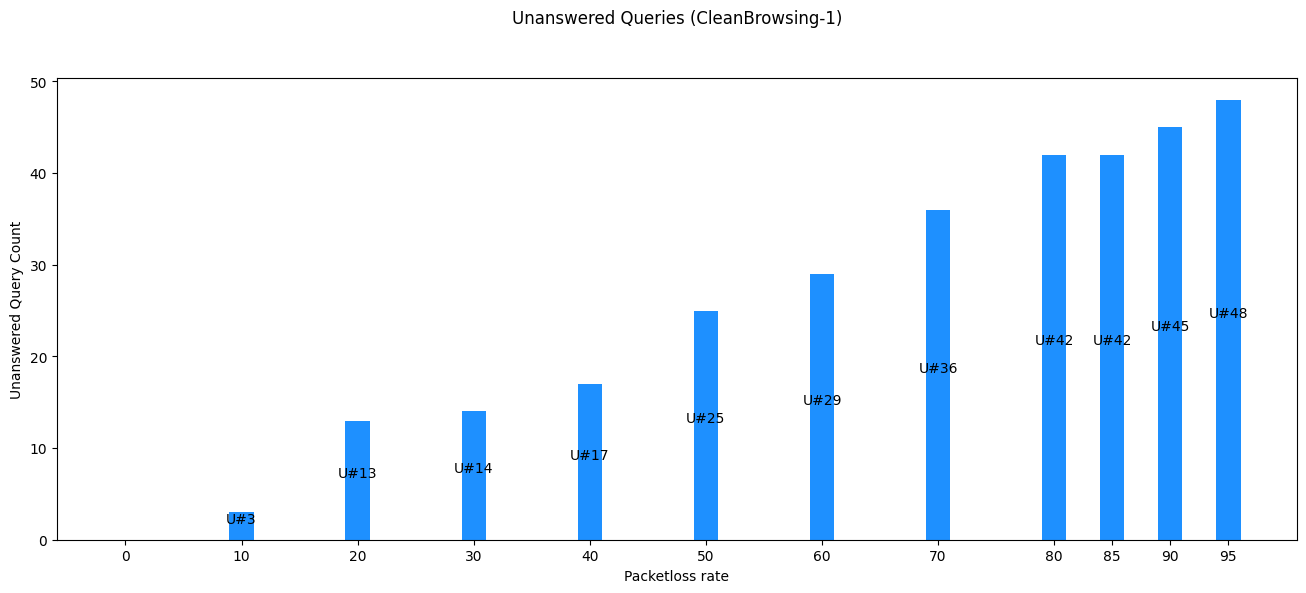 Unanswered Queries (CleanBrowsing-1)
50
40
30
20
10
0
Unanswered Query Count
U#3
U#13
U#14
U#17
U#25
U#29
U#36
U#42
U#42
U#45
U#48
0 10 20 30 40 50 60 70 80 85 90 95
Packetloss rate